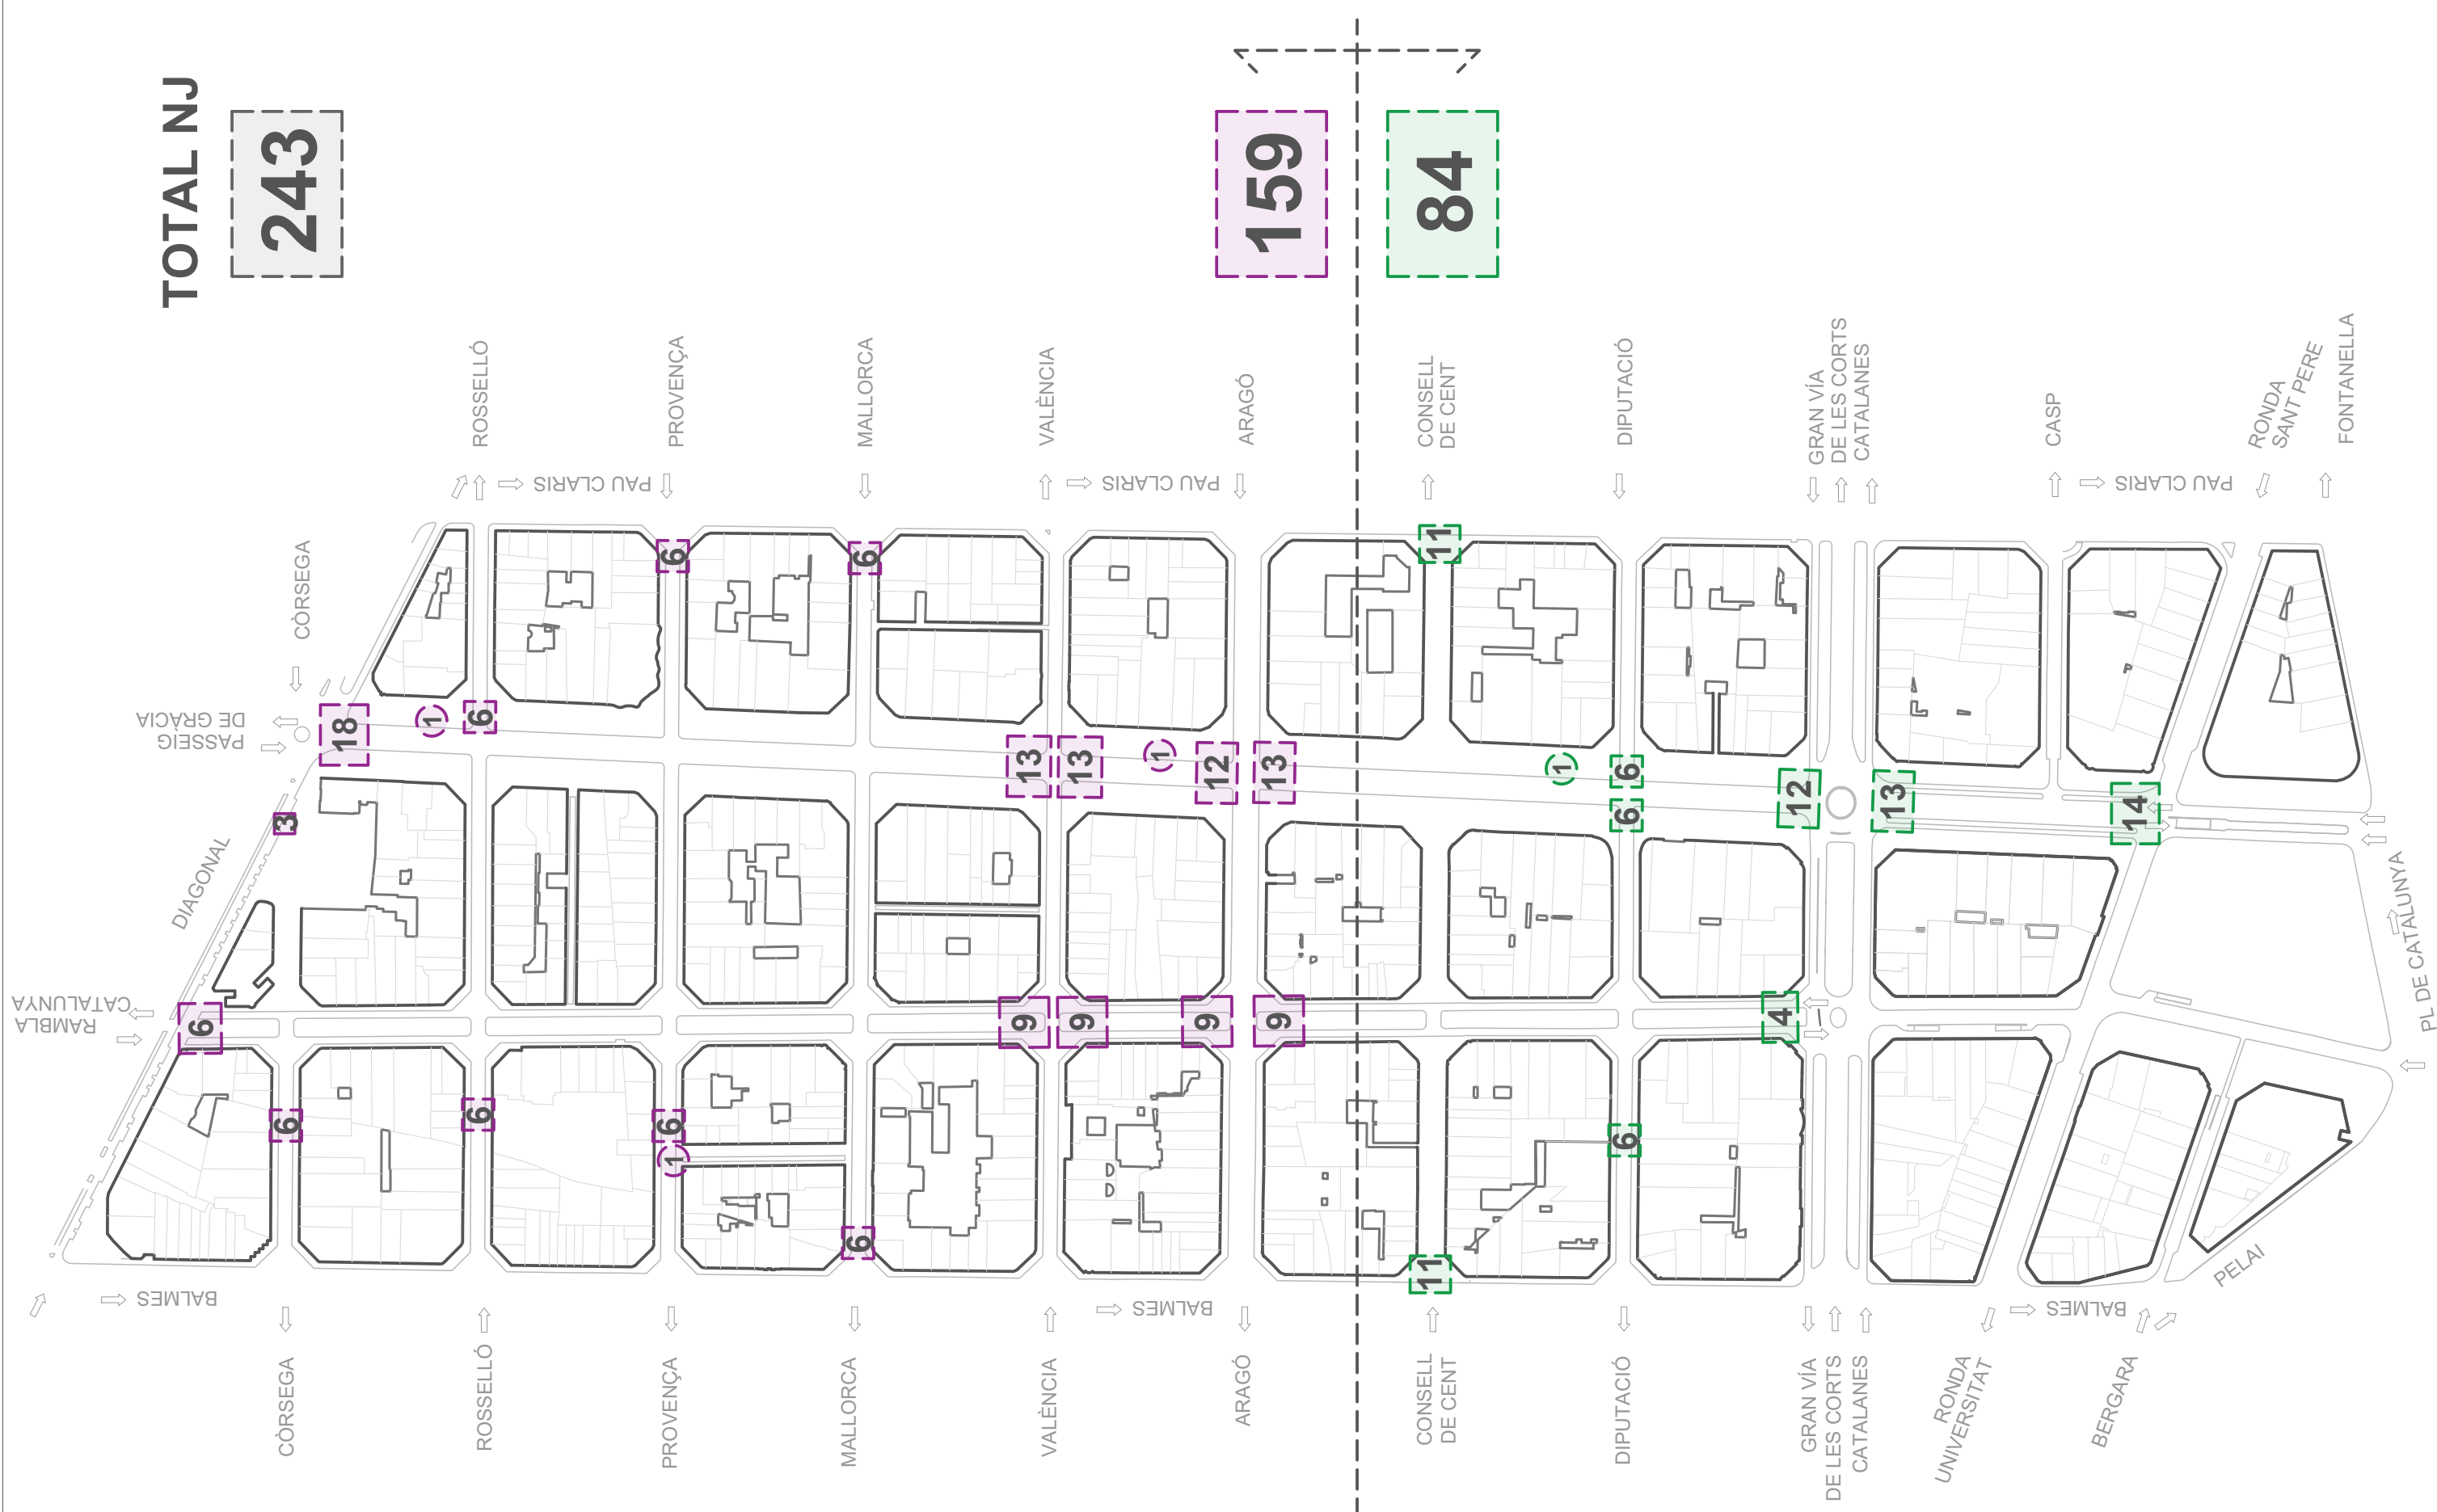 TOTAL NJ
243
159
84
ROSSELLÓ
PROVENÇA
MALLORCA
VALÈNCIA
ARAGÓ
CONSELL
DE CENT
DIPUTACIÓ
GRAN VÍA
DE LES CORTS
CATALANES
CASP
RONDA
SANT PERE
FONTANELLA
PAU CLARIS
PAU CLARIS
PAU CLARIS
CÒRSEGA
PASSEIG
DE GRÀCIA
6
6
11
18
1
6
13
13
1
12
13
1
6
6
12
13
14
3
DIAGONAL
RAMBLA
CATALUNYA
6
9
9
9
9
4
PL DE CATALUNYA
6
6
6
1
6
6
11
BALMES
BALMES
BALMES
PELAI
CÒRSEGA
ROSSELLÓ
PROVENÇA
MALLORCA
VALÈNCIA
ARAGÓ
CONSELL
DE CENT
DIPUTACIÓ
GRAN VÍA
DE LES CORTS
CATALANES
RONDA
UNIVERSITAT
BERGARA